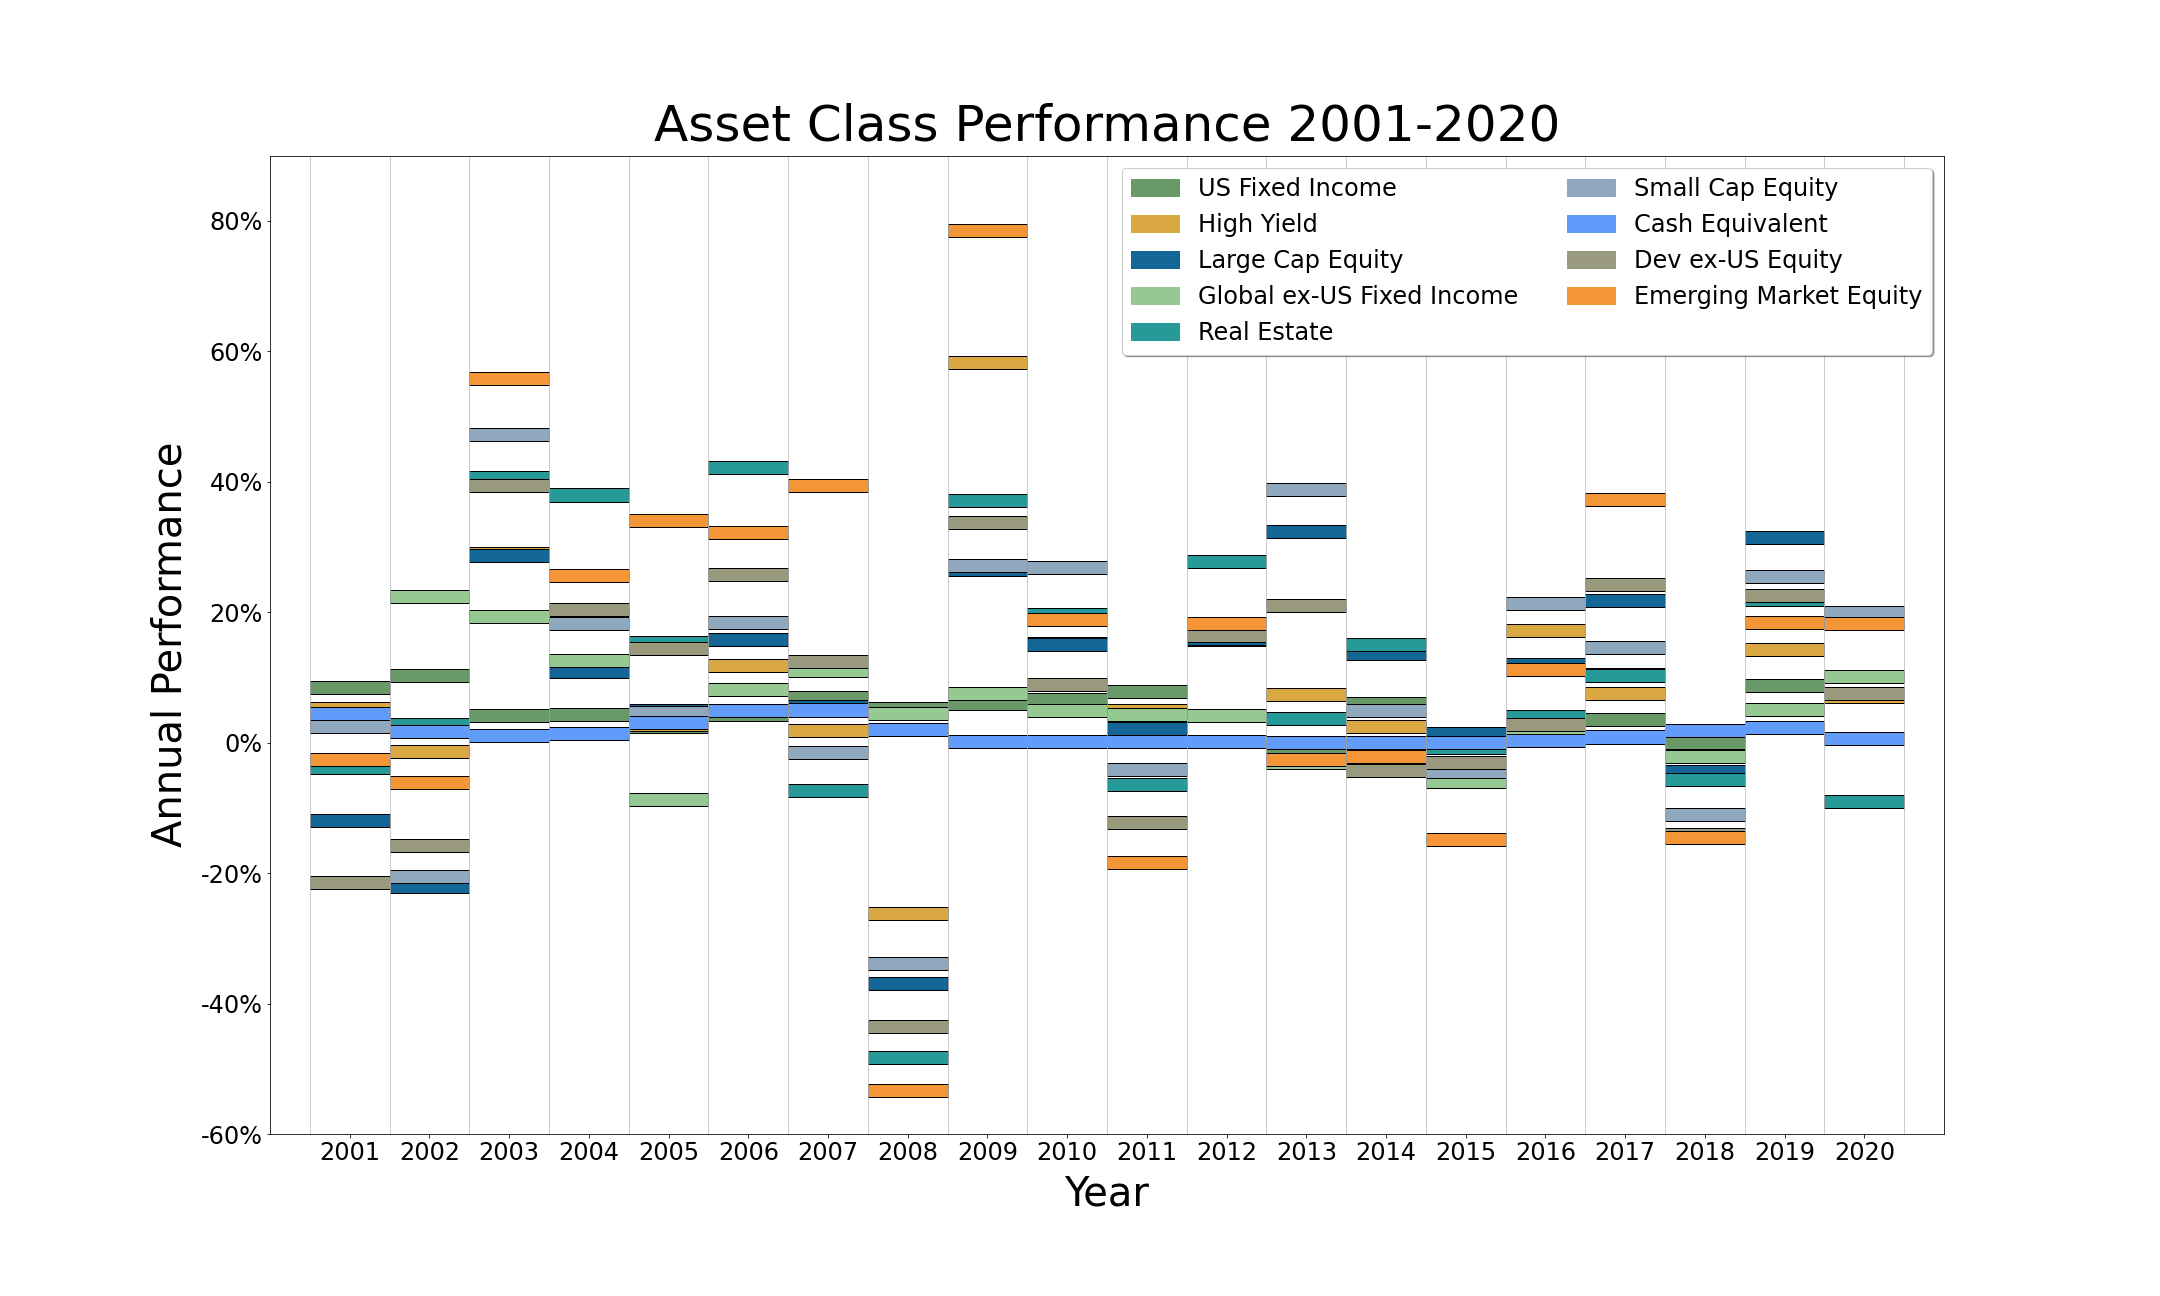 Asset Class Performance 2001-2020
US Fixed Income
High Yield
Large Cap Equity
Global ex-US Fixed Income
Real Estate
Small Cap Equity
Cash Equivalent
Dev ex-US Equity
Emerging Market Equity
Annual Performance
80%
60%
40%
20%
0%
-20%
-40%
-60%
2001 2002 2003 2004 2005 2006 2007 2008 2009 2010 2011 2012 2013 2014 2015 2016 2017 2018 2019 2020
Year